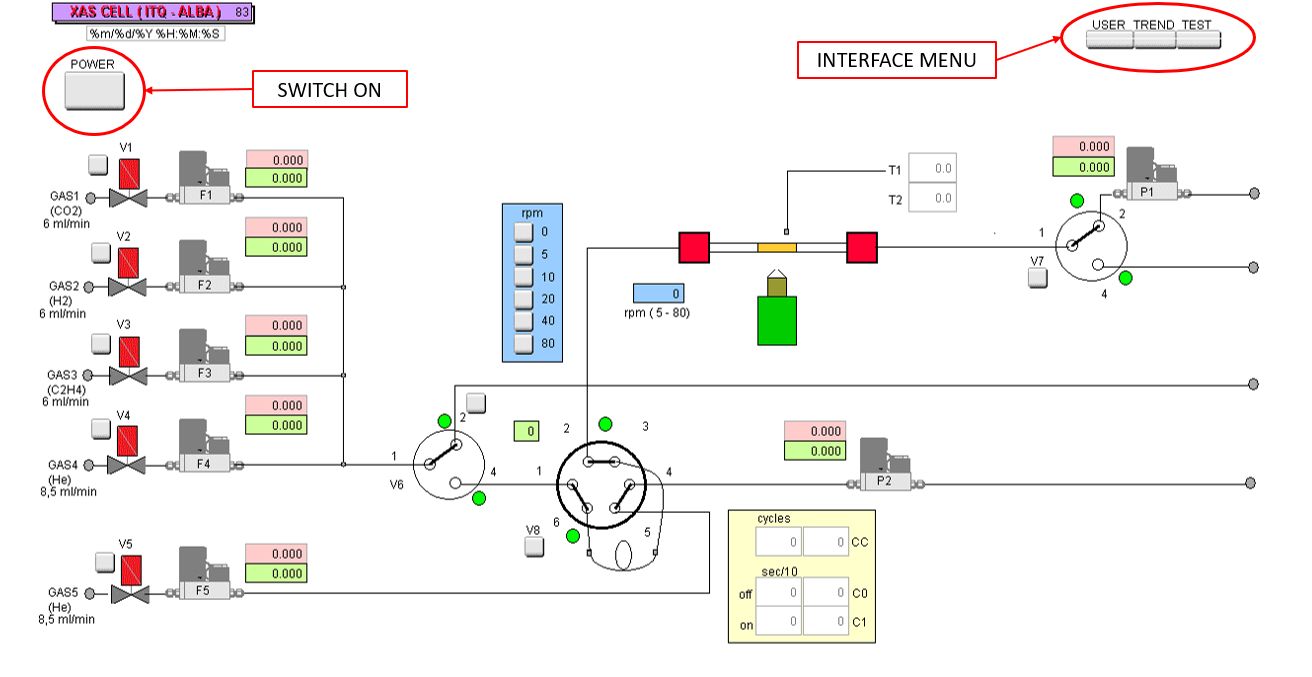 XAS CELL ( ITQ - ALBA ) 83
%m/%d/%Y %H:%M:%S
POWER
SWITCH ON
INTERFACE MENU
USER TREND TEST
V1
0.000
0.000
F1
GAS1
(CO2)
6 ml/min
V2
0.000
0.000
F2
GAS2
(H2)
6 ml/min
V3
0.000
0.000
F3
GAS3
(C2H4)
6 ml/min
V4
0.000
0.000
F4
GAS4
(He)
8,5 ml/min
V5
0.000
0.000
F5
GAS5
(He)
8,5 ml/min
rpm
0
5
10
20
40
80
T1 0.0
T2 0.0
0
rpm ( 5 - 80)
0.000
0.000
P1
1
2
V7
4
2
1
4
V6
0
2
3
1
4
6
5
V8
0.000
0.000
P2
cycles
0 0 CC
sec/10
off 0 0 C0
on 0 0 C1